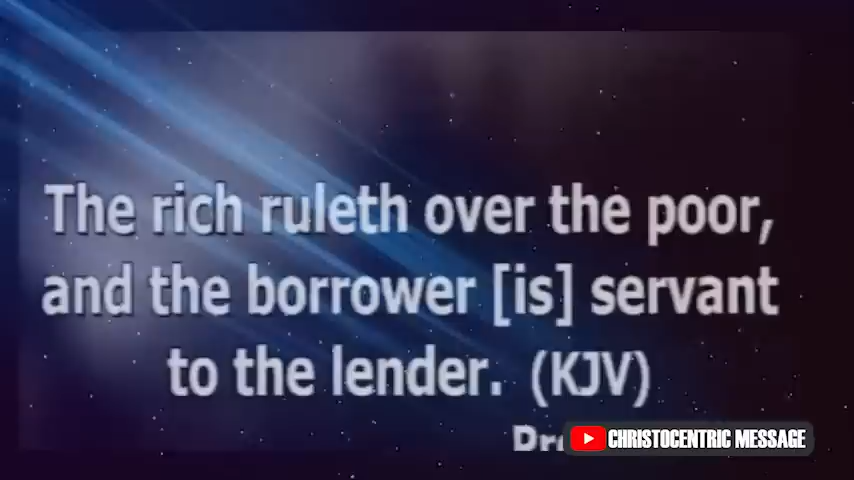 The rich ruleth over the poor,
and the borrower [is] servant
to the lender. (KJV)
CHRISTOCENTRIC MESSAGE